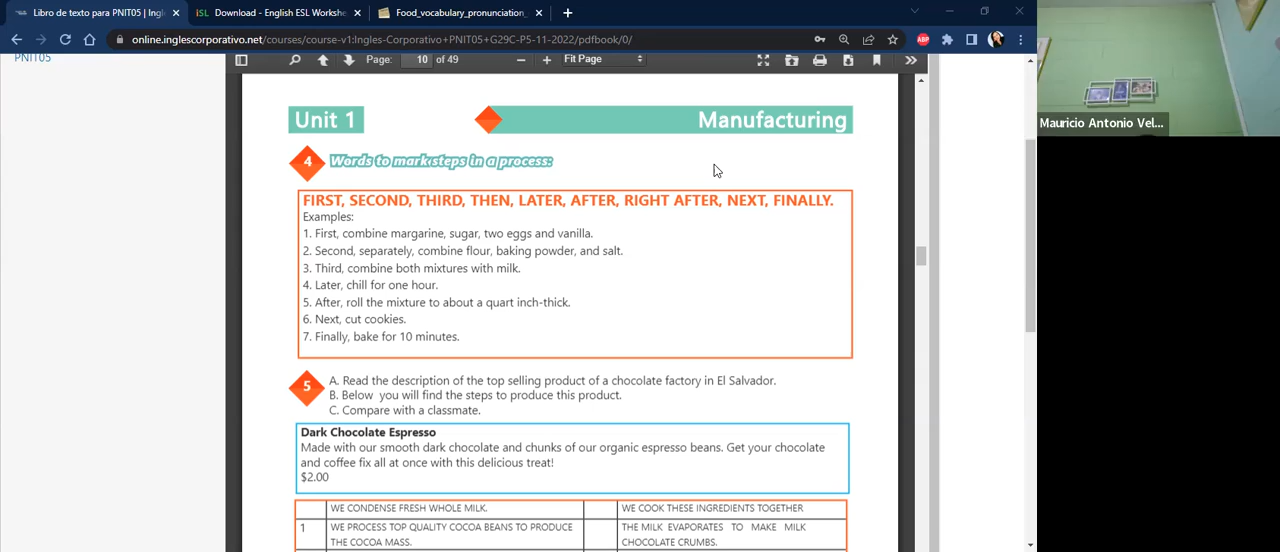 Libro de texto para PNIT05 | Ingle
Download - English ESL Workshe
Food_vocabulary_pronunciation_
online.inglescorporativo.net/courses/course-v1:Ingles-Corporativo+PNIT05+G29C-P5-11-2022/pdfbook/0/
ABP
PNIT05
Page: 10 of 49
Fit Page
Mauricio Antonio Vel...
Unit 1
Manufacturing
4 Words to mark steps in a process:
FIRST, SECOND, THIRD, THEN, LATER, AFTER, RIGHT AFTER, NEXT, FINALLY.
Examples:
1. First, combine margarine, sugar, two eggs and vanilla.
2. Second, separately, combine flour, baking powder, and salt.
3. Third, combine both mixtures with milk.
4. Later, chill for one hour.
5. After, roll the mixture to about a quart inch-thick.
6. Next, cut cookies.
7. Finally, bake for 10 minutes.
5 A. Read the description of the top selling product of a chocolate factory in El Salvador.
B. Below you will find the steps to produce this product.
C. Compare with a classmate.
Dark Chocolate Espresso
Made with our smooth dark chocolate and chunks of our organic espresso beans. Get your chocolate
and coffee fix all at once with this delicious treat!
$2.00
WE CONDENSE FRESH WHOLE MILK.
WE COOK THESE INGREDIENTS TOGETHER
1 WE PROCESS TOP QUALITY COCOA BEANS TO PRODUCE
THE COCOA MASS.
THE MILK EVAPORATES TO MAKE MILK
CHOCOLATE CRUMBS.